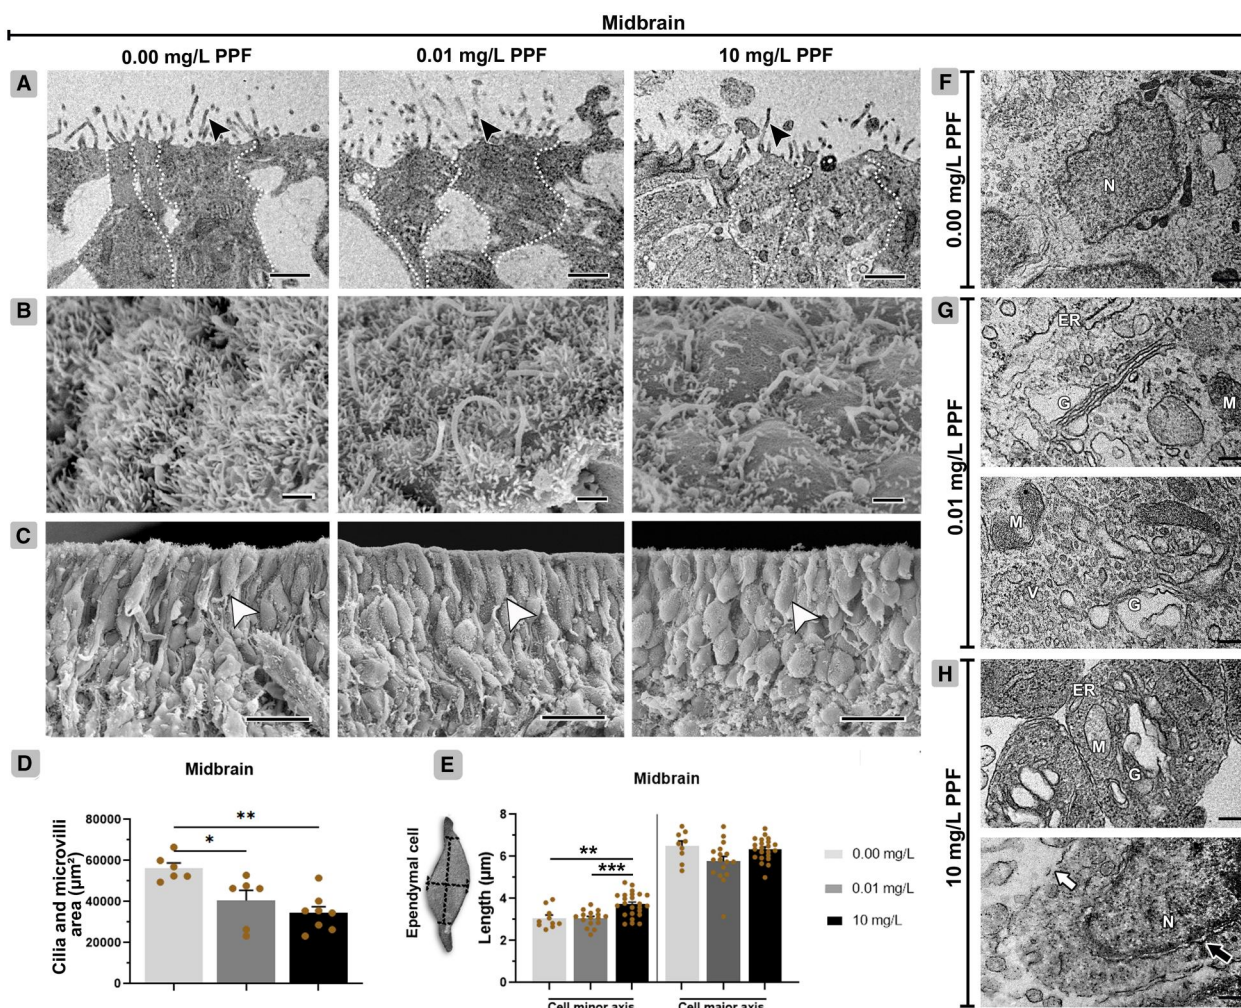 Midbrain
0.00 mg/L PPF
0.01 mg/L PPF
10 mg/L PPF
A
B
C
F
0.00 mg/L PPF
N
G
0.01 mg/L PPF
ER
G
M
M
V
G
H
10 mg/L PPF
ER
M
G
N
D
Midbrain
Cilia and microvilli
area (µm²)
80000
60000
40000
20000
0
**
*
E
Midbrain
Ependymal cell
Length (µm)
8
6
4
2
0
**
***
Cell minor axis
Cell major axis
0.00 mg/L
0.01 mg/L
10 mg/L